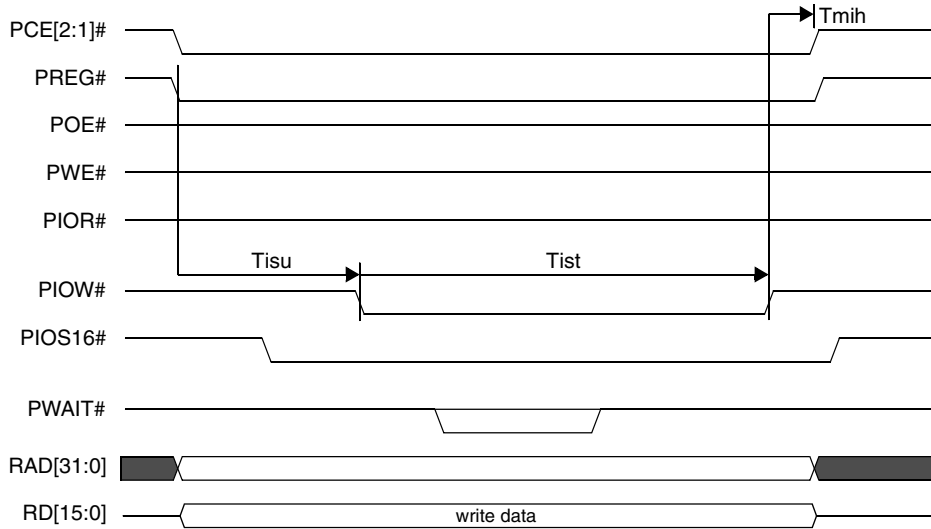 Tmih
PCE[2:1]#
PREG#
POE#
PWE#
PIOR#
Tisu
Tist
PIOW#
PIOS16#
PWAIT#
RAD[31:0]
RD[15:0]
write data